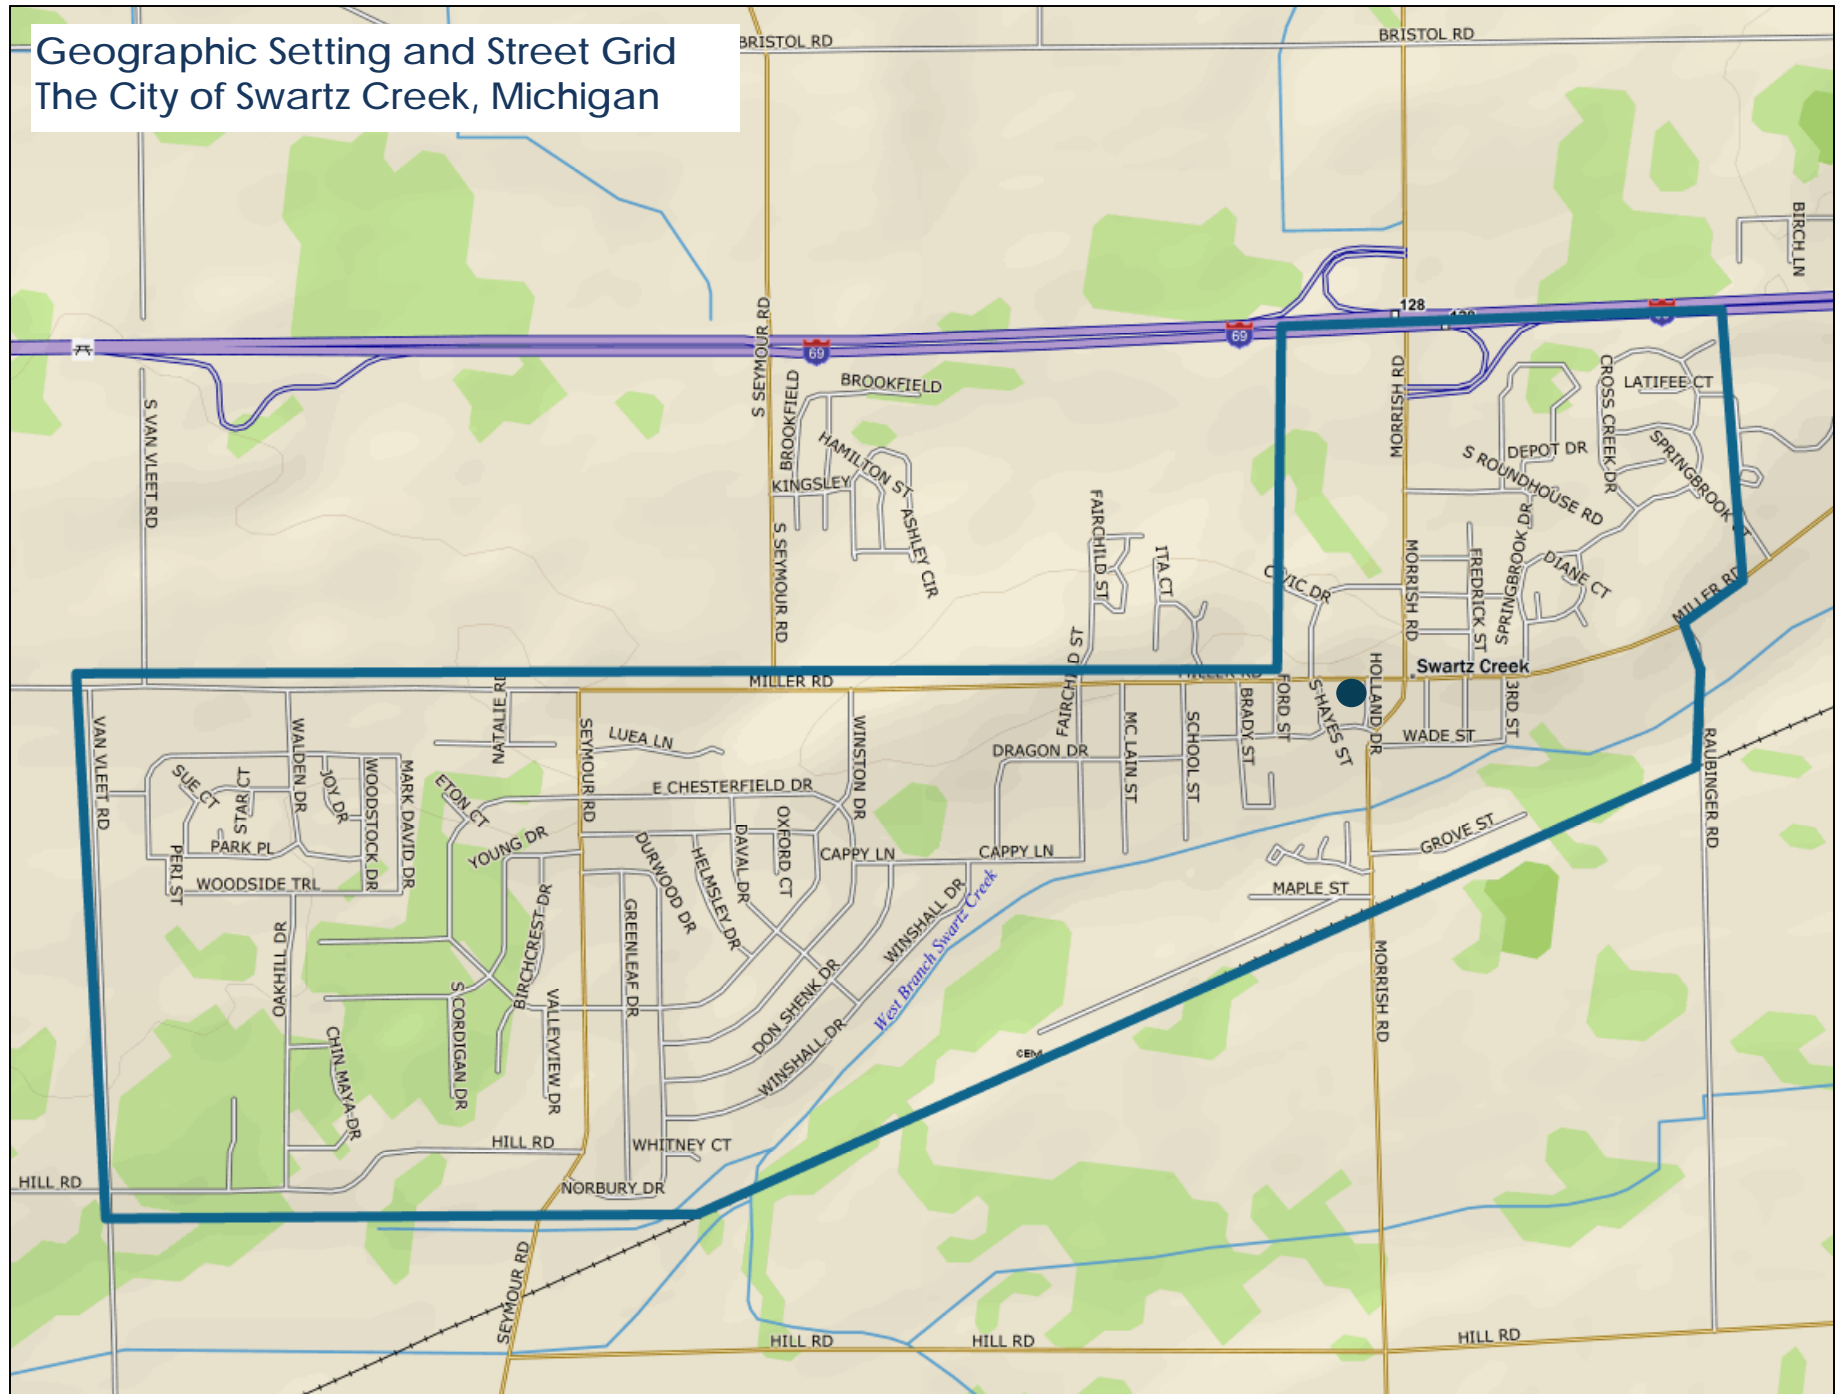 Geographic Setting and Street Grid
The City of Swartz Creek, Michigan
BRISTOL RD
BRISTOL RD
BIRCH LN
128
69
69
S SEYMOUR RD
S VAN VLEET RD
BROOKFIELD
BROOKFIELD
HAMILTON ST
KINGSLEY
ASHLEY CIR
S SEYMOUR RD
MORRISH RD
CROSS CREEK DR
LATIFEE CT
DEPOT DR
S ROUNDHOUSE RD
SPRINGBROOK CT
FAIRCHILD ST
ITA CT
CIVIC DR
MORRISH RD
FREDRICK ST
SPRINGBROOK DR
DIANE CT
MILLER RD
FAIRCHILD ST
HOLLAND DR
Swartz Creek
MILLER RD
MILLER RD
VAN VLEET RD
WALDEN DR
SEYMOUR RD
LUEA LN
WINSTON DR
DRAGON DR
MC LAIN ST
SCHOOL ST
BRADY ST
FORD ST
S HAYES ST
WADE ST
3RD ST
RAUBINGER RD
SUE CT
STAR CT
JOY DR
WOODSTOCK DR
MARK DAVID DR
ETON CT
E CHESTERFIELD DR
PARK PL
PERI ST
WOODSIDE TRL
YOUNG DR
DURWOOD DR
HELMSLEY DR
DAVAL DR
OXFORD CT
CAPPY LN
CAPPY LN
GROVE ST
MAPLE ST
OAKHILL DR
BIRCHCREST DR
GREENLEAF DR
WINSHALL DR
West Branch Swartz Creek
S CORDIGAN DR
VALLEYVIEW DR
DON SHENK DR
WINSHALL DR
CHIN MAYA DR
MORRISH RD
CEM
HILL RD
WHITNEY CT
HILL RD
NORBURY DR
SEYMOUR RD
HILL RD
HILL RD
HILL RD